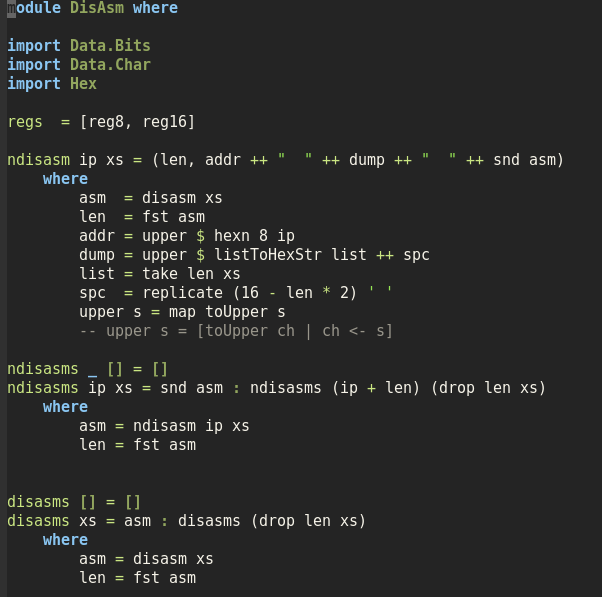 module DisAsm where

import Data.Bits
import Data.Char
import Hex

regs  = [reg8, reg16]

ndisasm ip xs = (len, addr ++ "  " ++ dump ++ "  " ++ snd asm)
    where
        asm  = disasm xs
        len  = fst asm
        addr = upper $ hexn 8 ip
        dump = upper $ listToHexStr list ++ spc
        list = take len xs
        spc  = replicate (16 - len * 2) ' '
        upper s = map toUpper s
        -- upper s = [toUpper ch | ch <- s]

ndisasms _ [] = []
ndisasms ip xs = snd asm : ndisasms (ip + len) (drop len xs)
    where
        asm = ndisasm ip xs
        len = fst asm


disasms [] = []
disasms xs = asm : disasms (drop len xs)
    where
        asm = disasm xs
        len = fst asm